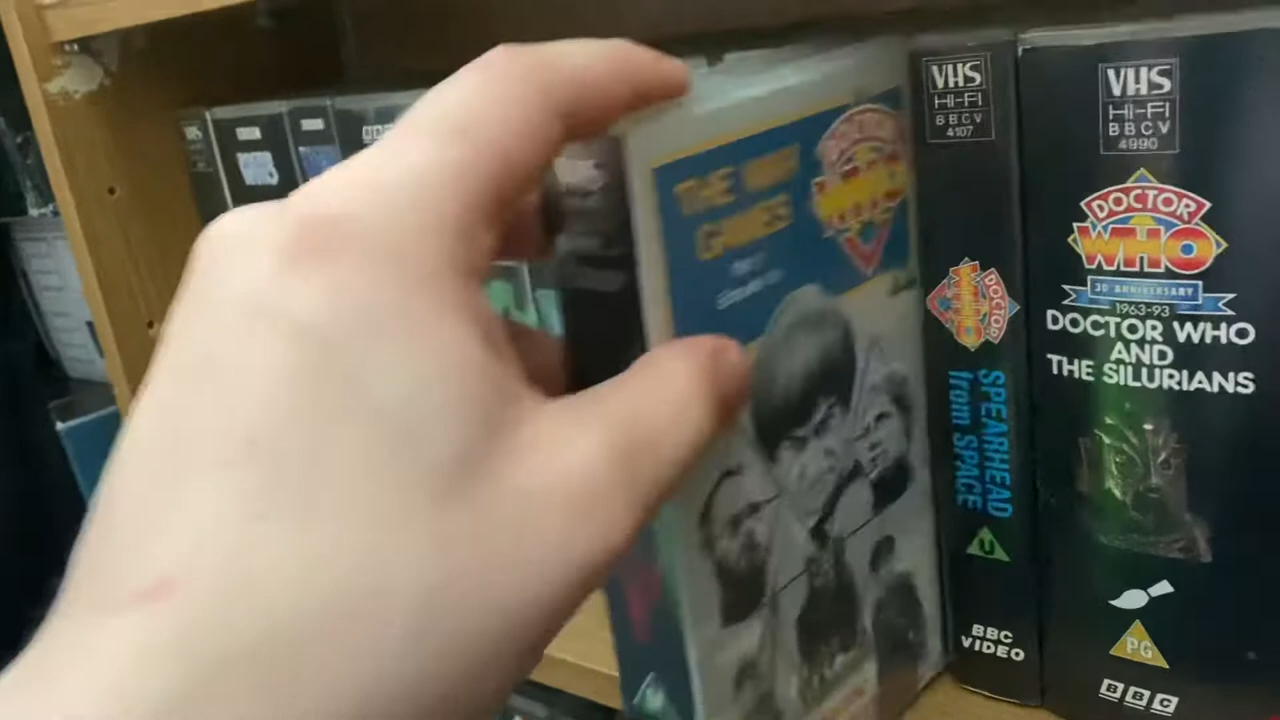 THE WAR
GAMES
VHS
HI-FI
BBCV
4107
DOCTOR
WHO
SPEARHEAD
from SPACE
U
BBC
VIDEO
VHS
HI-FI
BBCV
4990
DOCTOR
WHO
30 ANNIVERSARY
1963-93
DOCTOR WHO
AND
THE SILURIANS
PG
BBC